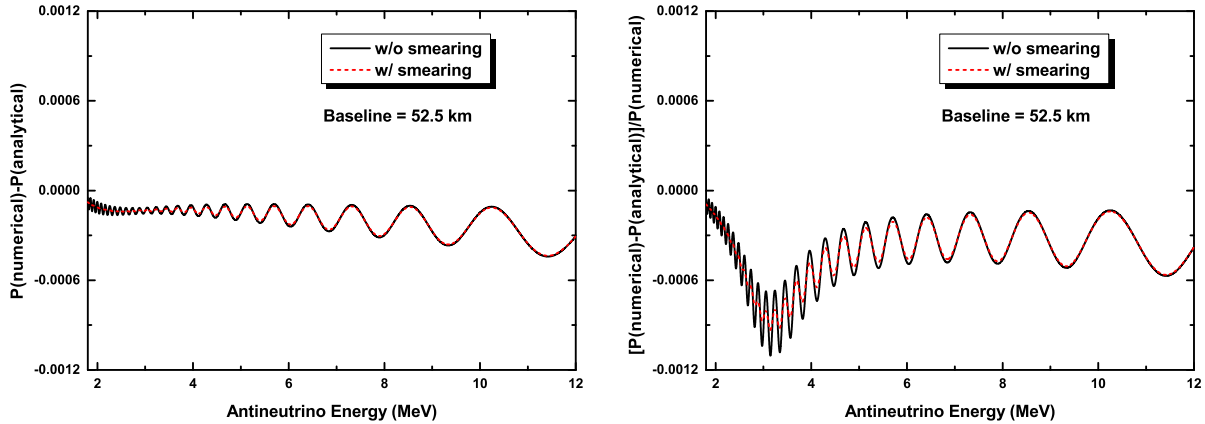 P(numerical)-P(analytical)
0.0012
0.0006
0.0000
-0.0006
-0.0012
w/o smearing
w/ smearing
Baseline = 52.5 km
2 4 6 8 10 12
Antineutrino Energy (MeV)
[P(numerical)-P(analytical)]/P(numerical)
0.0012
0.0006
0.0000
-0.0006
-0.0012
w/o smearing
w/ smearing
Baseline = 52.5 km
2 4 6 8 10 12
Antineutrino Energy (MeV)